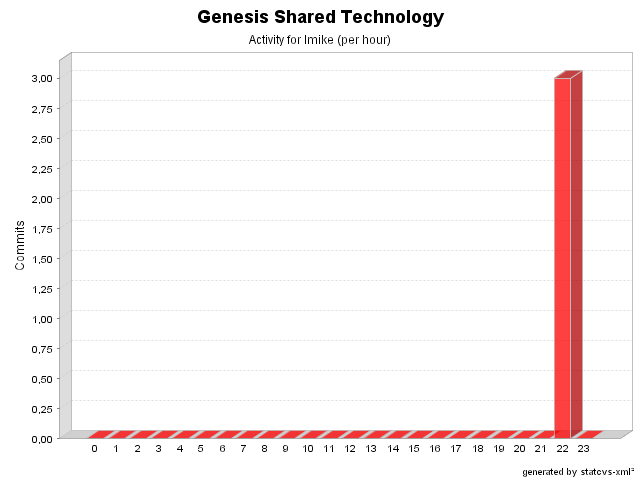 Genesis Shared Technology
Activity for lmike (per hour)
Commits
3,00
2,75
2,50
2,25
2,00
1,75
1,50
1,25
1,00
0,75
0,50
0,25
0,00
0 1 2 3 4 5 6 7 8 9 10 11 12 13 14 15 16 17 18 19 20 21 22 23
generated by statcvs-xml²